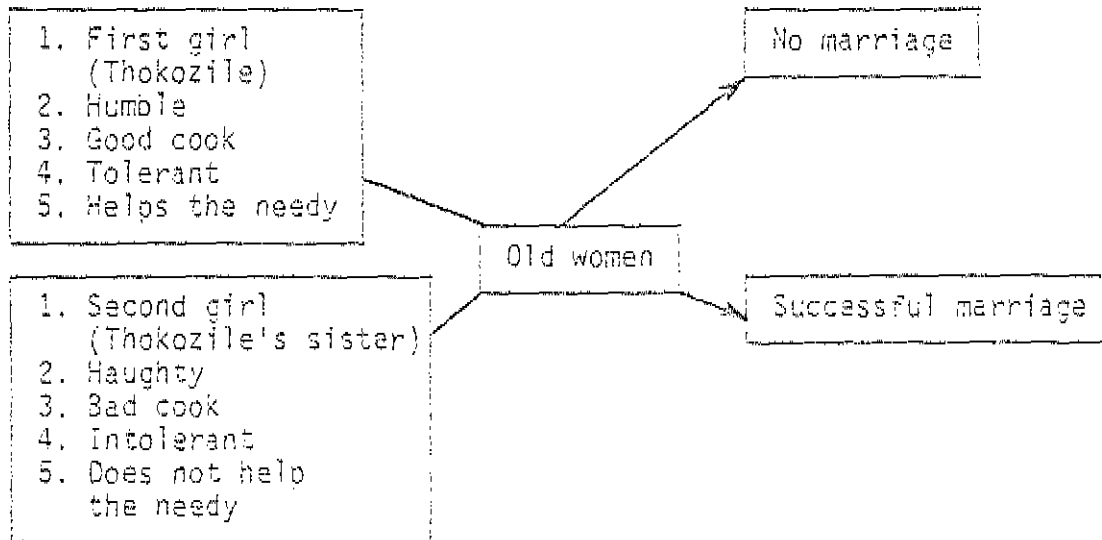 1. First girl
(Thokozile)
2. Humble
3. Good cook
4. Tolerant
5. Helps the needy
No marriage
Old women
1. Second girl
(Thokozile's sister)
2. Haughty
3. Bad cook
4. Intolerant
5. Does not help
the needy
Successful marriage